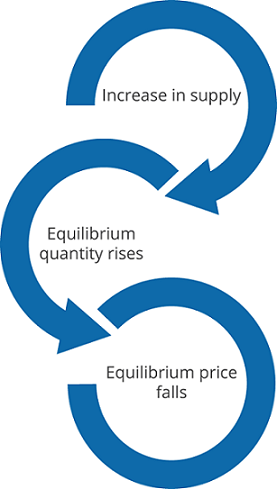 Increase in supply
Equilibrium
quantity rises
Equilibrium price
falls